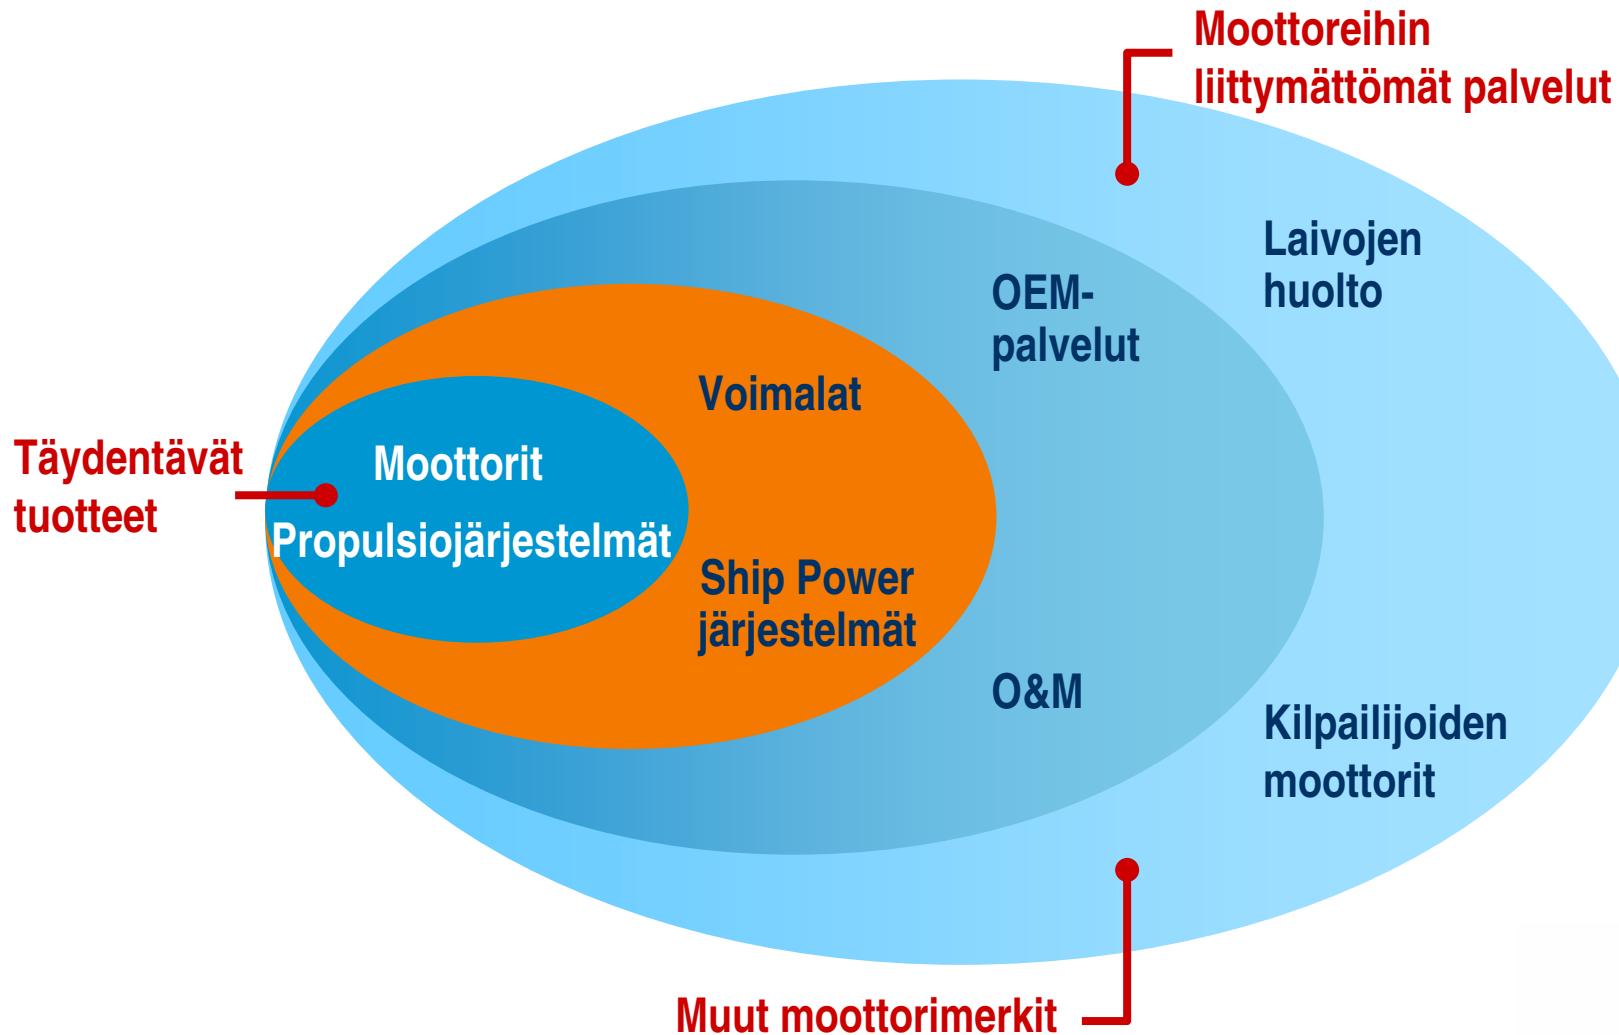 Moottoreihin
liittymättömät palvelut
Laivojen
huolto
OEM-
palvelut
Voimalat
Täydentävät
tuotteet
Moottorit
Propulsiojärjestelmät
Ship Power
järjestelmät
O&M
Kilpailijoiden
moottorit
Muut moottorimerkit